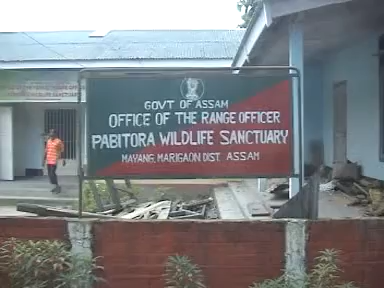 GOVT OF ASSAM
OFFICE OF THE RANGE OFFICER
PABITORA WILDLIFE SANCTUARY
MAYANG. MARIGAON DIST. ASSAM